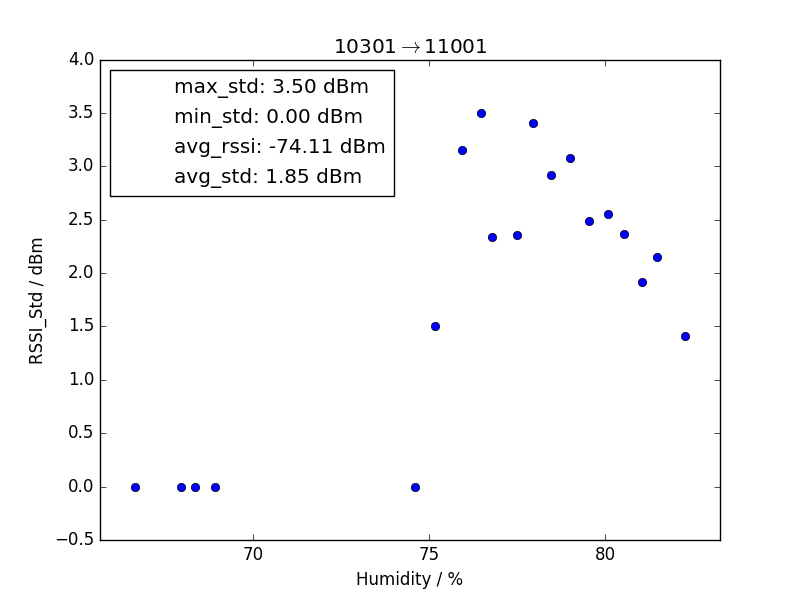 10301→11001
4.0
max_std: 3.50 dBm
min_std: 0.00 dBm
avg_rssi: -74.11 dBm
avg_std: 1.85 dBm
3.5
3.0
2.5
2.0
1.5
1.0
0.5
0.0
−0.5
RSSI_Std / dBm
70 75 80
Humidity / %